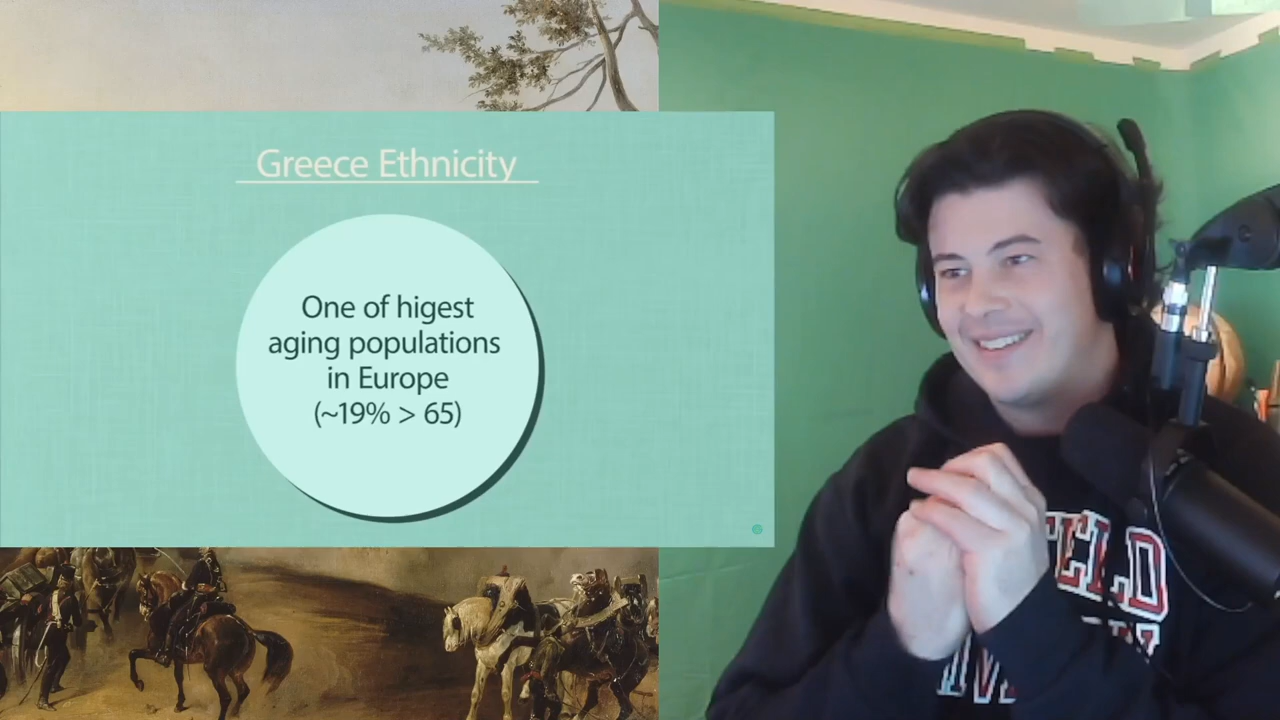 Greece Ethnicity
One of higest
aging populations
in Europe
(~19% > 65)